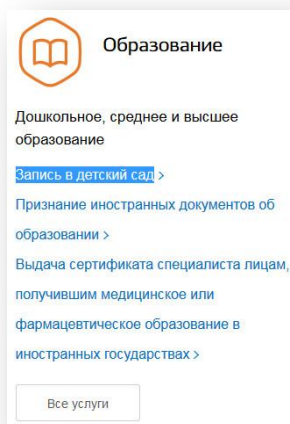 Образование
Дошкольное, среднее и высшее
образование
Запись в детский сад >
Признание иностранных документов об
образовании >
Выдача сертификата специалиста лицам,
получившим медицинское или
фармацевтическое образование в
иностранных государствах >
Все услуги